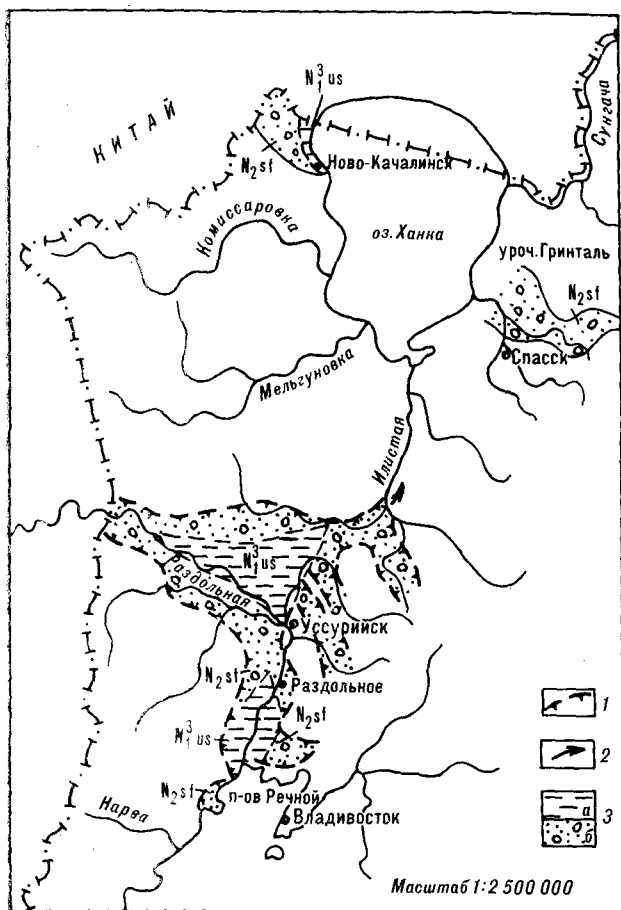 N₁³us
КИТАЙ
Сунгача
N₂sf
Ново-Качалинск
Комиссаровка
оз. Ханка
уроч. Гринталь
N₂sf
Спасск
Мельгуновка
Илистая
N₁³us
Раздольная
Уссурийск
N₂sf
Раздольное
N₂sf
N₁³us
1
2
N₂sf
п-ов Речной
а
б
3
Нарва
Владивосток
Масштаб 1:2 500 000